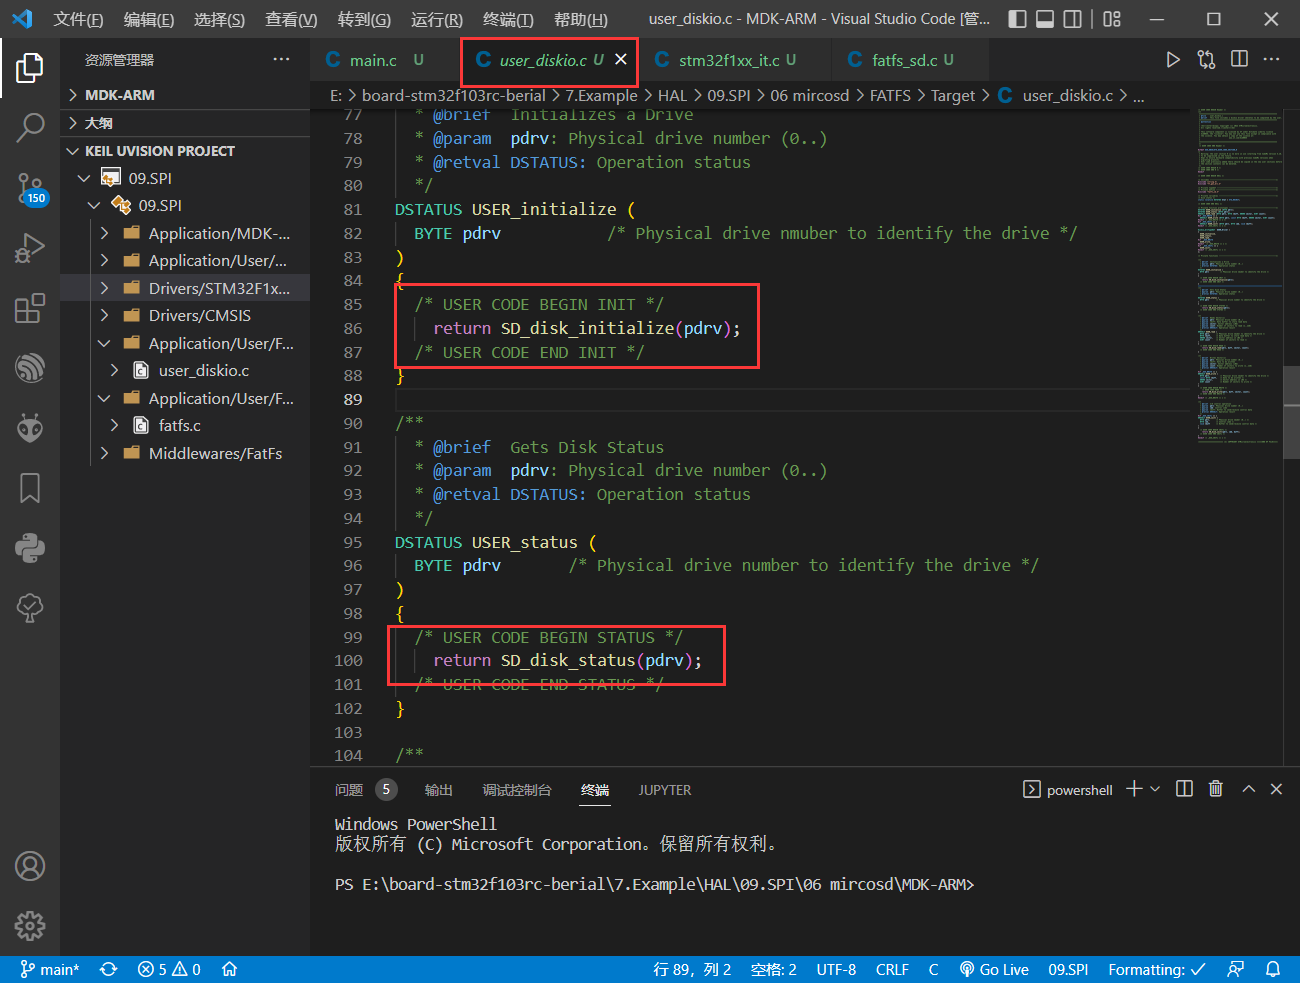 文件(F) 编辑(E) 选择(S) 查看(V) 转到(G) 运行(R) 终端(T) 帮助(H) user_diskio.c - MDK-ARM - Visual Studio Code [管...
资源管理器 ...
MDK-ARM
大纲
KEIL UVISION PROJECT
09.SPI
09.SPI
Application/MDK-...
Application/User/...
Drivers/STM32F1x...
Drivers/CMSIS
Application/User/F...
user_diskio.c
Application/User/F...
fatfs.c
Middlewares/FatFs
150
C main.c U C user_diskio.c U C stm32f1xx_it.c U C fatfs_sd.c U
E: > board-stm32f103rc-berial > 7.Example > HAL > 09.SPI > 06 mircosd > FATFS > Target > C user_diskio.c > ...
77 * @brief Initializes a Drive
78 * @param pdrv: Physical drive number (0..)
79 * @retval DSTATUS: Operation status
80 */
81 DSTATUS USER_initialize (
82 BYTE pdrv /* Physical drive nmuber to identify the drive */
83 )
84 {
85 /* USER CODE BEGIN INIT */
86 return SD_disk_initialize(pdrv);
87 /* USER CODE END INIT */
88 }
89
90 /**
91 * @brief Gets Disk Status
92 * @param pdrv: Physical drive number (0..)
93 * @retval DSTATUS: Operation status
94 */
95 DSTATUS USER_status (
96 BYTE pdrv /* Physical drive number to identify the drive */
97 )
98 {
99 /* USER CODE BEGIN STATUS */
100 return SD_disk_status(pdrv);
101 /* USER CODE END STATUS */
102 }
103
104 /**
问题 5 输出 调试控制台 终端 JUPYTER powershell
Windows PowerShell
版权所有 (C) Microsoft Corporation。保留所有权利。
PS E:\board-stm32f103rc-berial\7.Example\HAL\09.SPI\06 mircosd\MDK-ARM>
main* 5 0 行 89，列 2 空格: 2 UTF-8 CRLF C Go Live 09.SPI Formatting: ✓